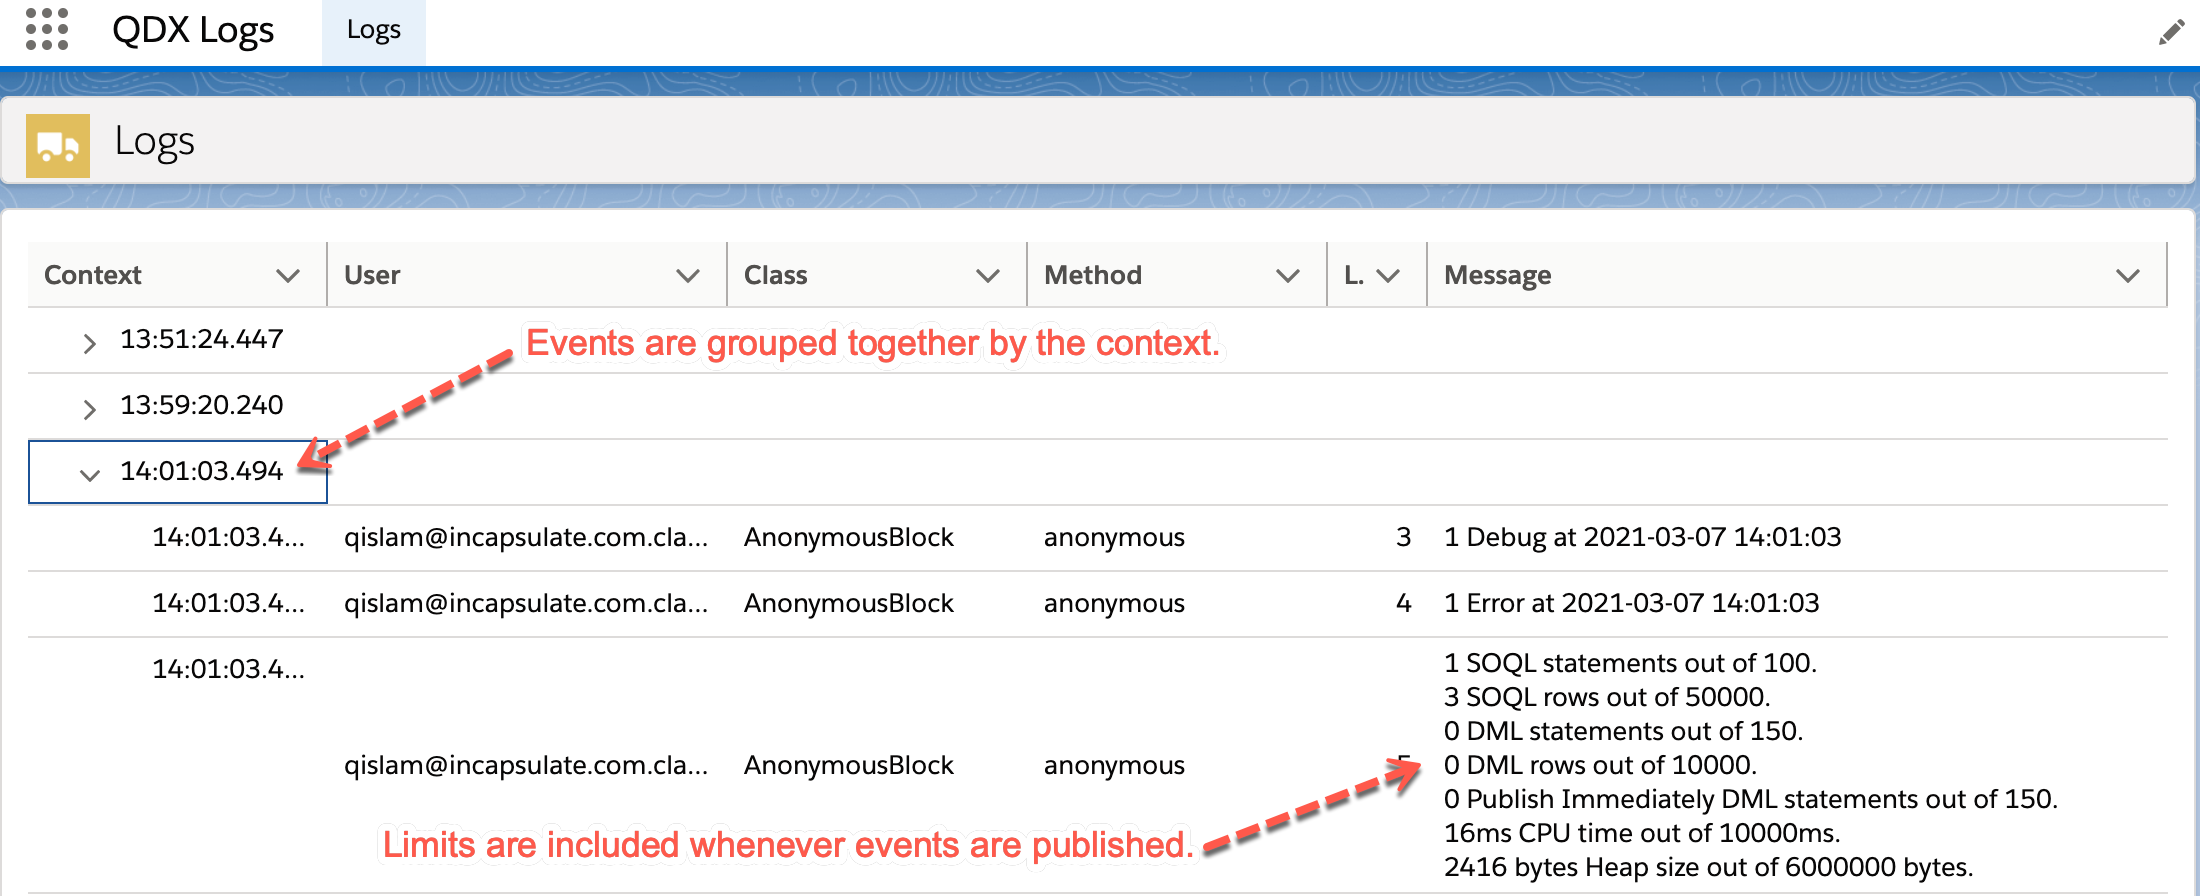 QDX Logs Logs
Logs
Context User Class Method L. Message
13:51:24.447
Events are grouped together by the context.
13:59:20.240
14:01:03.494
14:01:03.4... qislam@incapsulate.com.cla... AnonymousBlock anonymous 3 1 Debug at 2021-03-07 14:01:03
14:01:03.4... qislam@incapsulate.com.cla... AnonymousBlock anonymous 4 1 Error at 2021-03-07 14:01:03
14:01:03.4...
1 SOQL statements out of 100.
3 SOQL rows out of 50000.
0 DML statements out of 150.
qislam@incapsulate.com.cla... AnonymousBlock anonymous 0 DML rows out of 10000.
0 Publish Immediately DML statements out of 150.
16ms CPU time out of 10000ms.
Limits are included whenever events are published.
2416 bytes Heap size out of 6000000 bytes.